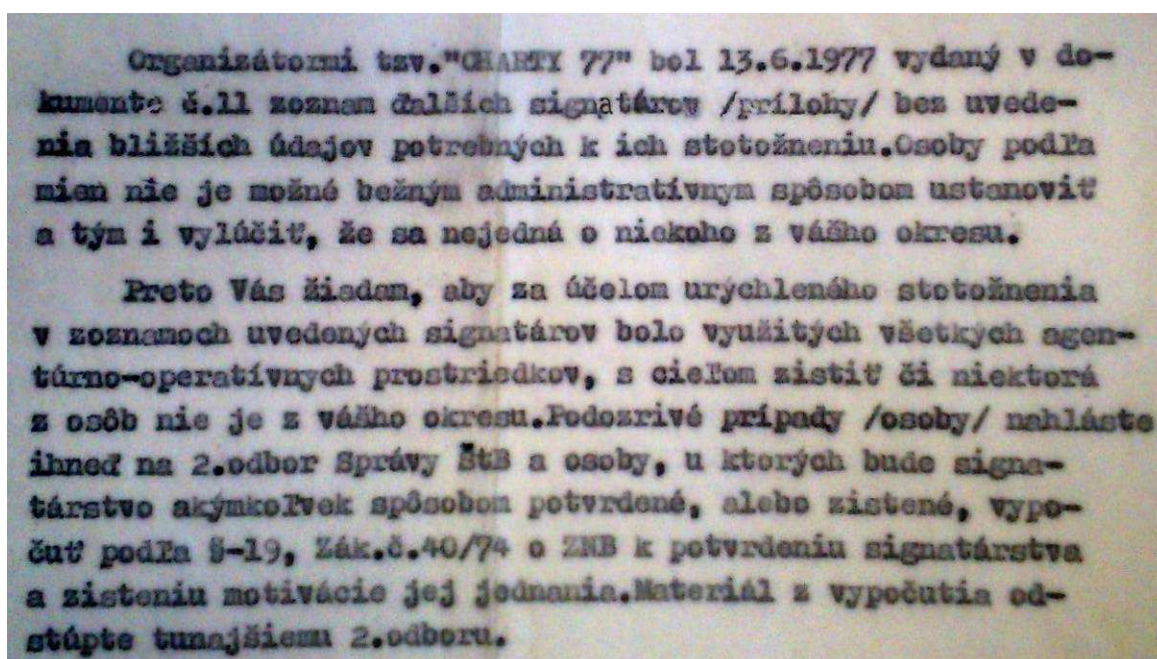 Organizátormi tzv."CHARTY 77" bol 13.6.1977 vydaný v do-
kumente č.11 zoznam ďalších signatárov /prílohy/ bez uvede-
nia bližších údajov potrebných k ich stotožneniu.Osoby podľa
mien nie je možné bežným administratívnym spôsobom ustanoviť
a tým i vylúčiť, že sa nejedná o niekoho z vášho okresu.
Preto Vás žiadam, aby za účelom urýchleného stotožnenia
v zoznamoch uvedených signatárov bolo využitých všetkých agen-
túrno-operatívnych prostriedkov, s cieľom zistiť či niektorá
z osôb nie je z vášho okresu.Podozrivé prípady /osoby/ nahláste
ihneď na 2.odbor Správy ŠtB a osoby, u ktorých bude signa-
társtvo akýmkoľvek spôsobom potvrdené, alebo zistené, vypo-
čuť podľa §-19, Zák.č.40/74 o ZNB k potvrdeniu signatárstva
a zisteniu motivácie jej jednania.Materiál z vypočutia od-
stúpte tunajšiemu 2.odboru.